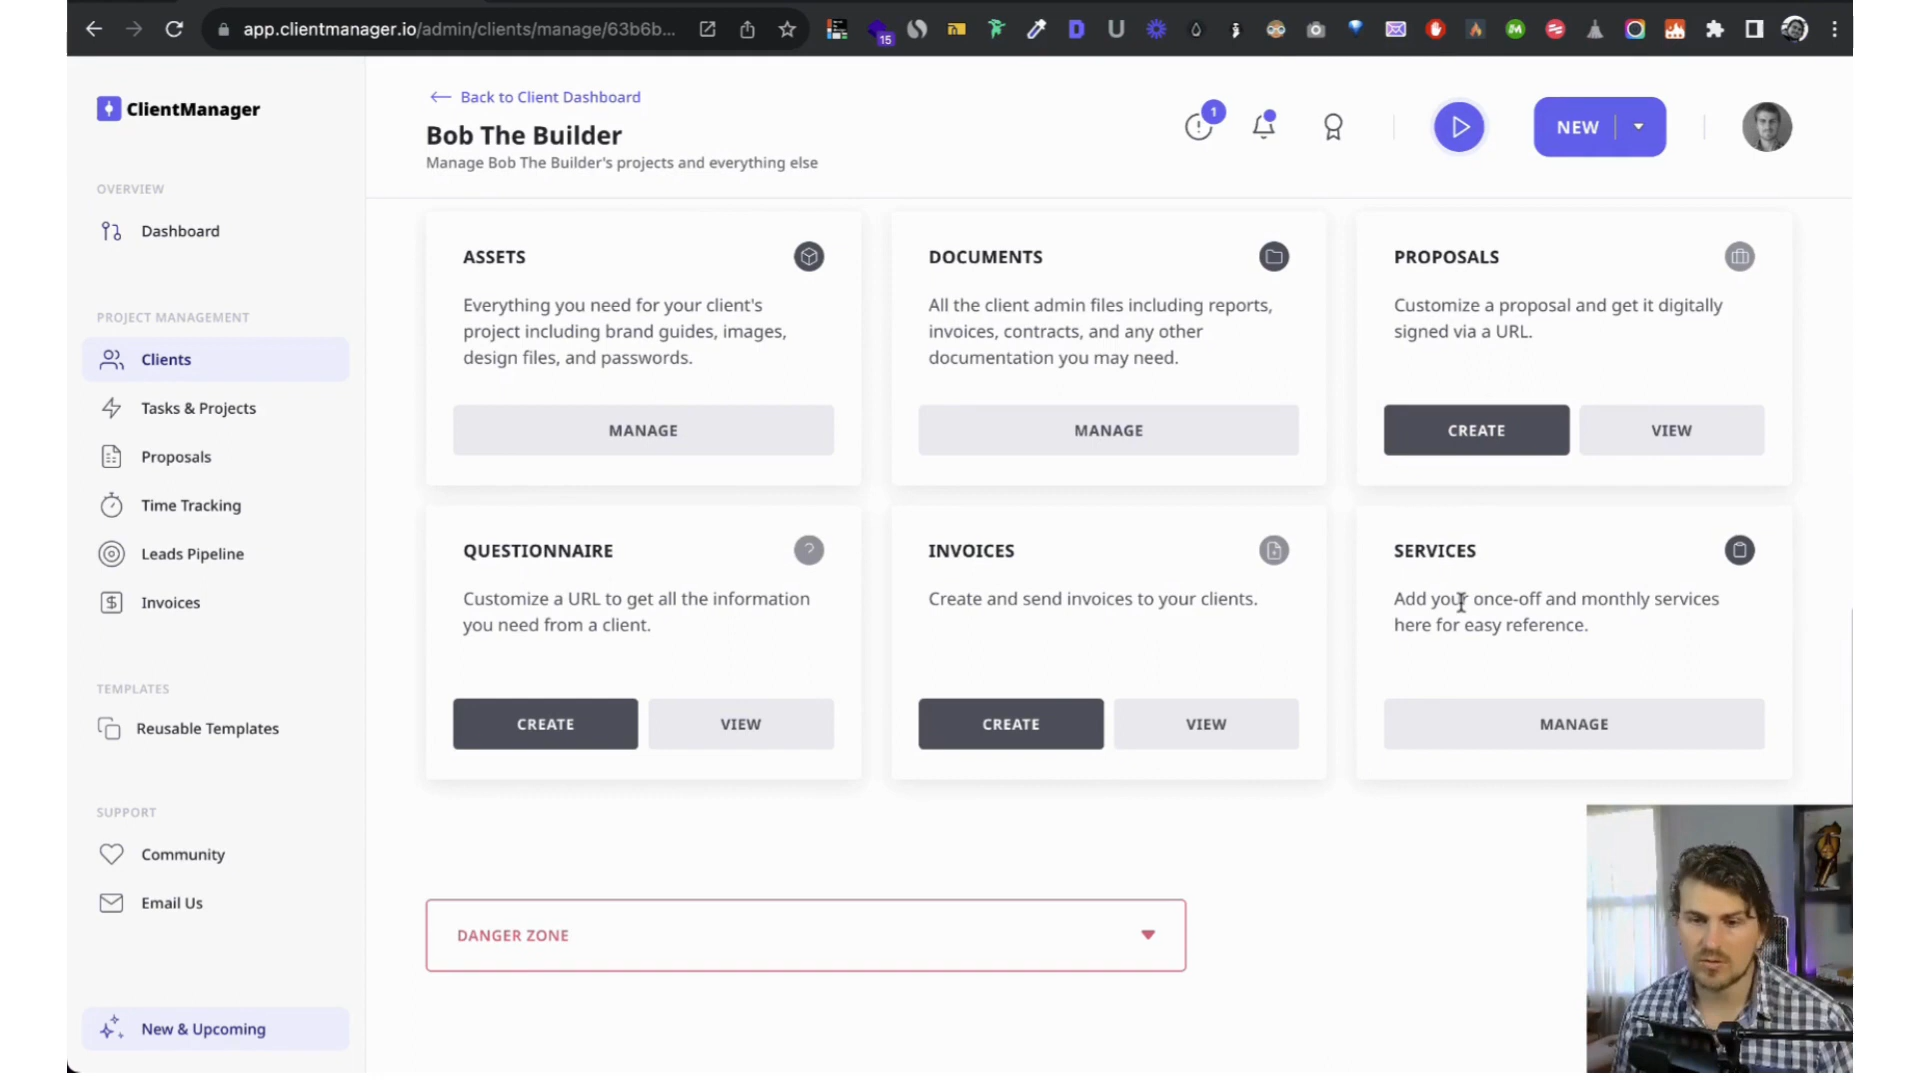 app.clientmanager.io/admin/clients/manage/63b6b...
15
ClientManager
OVERVIEW
Dashboard
PROJECT MANAGEMENT
Clients
Tasks & Projects
Proposals
Time Tracking
Leads Pipeline
Invoices
TEMPLATES
Reusable Templates
SUPPORT
Community
Email Us
New & Upcoming
Back to Client Dashboard
Bob The Builder
Manage Bob The Builder's projects and everything else
1
NEW
ASSETS
Everything you need for your client's
project including brand guides, images,
design files, and passwords.
MANAGE
DOCUMENTS
All the client admin files including reports,
invoices, contracts, and any other
documentation you may need.
MANAGE
PROPOSALS
Customize a proposal and get it digitally
signed via a URL.
CREATE
VIEW
QUESTIONNAIRE
Customize a URL to get all the information
you need from a client.
CREATE
VIEW
INVOICES
Create and send invoices to your clients.
CREATE
VIEW
SERVICES
Add your once-off and monthly services
here for easy reference.
MANAGE
DANGER ZONE